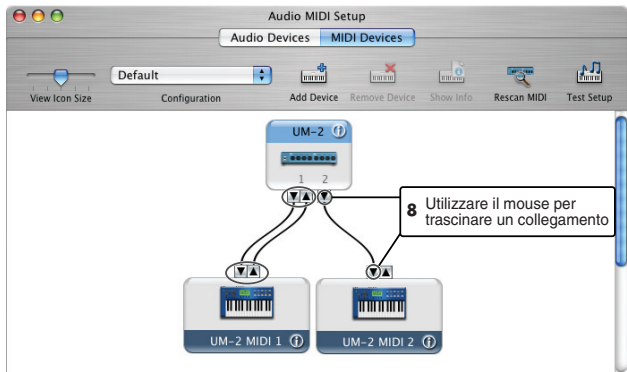 Audio MIDI Setup
Audio Devices MIDI Devices
Default
View Icon Size Configuration Add Device Remove Device Show Info Rescan MIDI Test Setup
UM-2
1 2
8 Utilizzare il mouse per
trascinare un collegamento
UM-2 MIDI 1 UM-2 MIDI 2